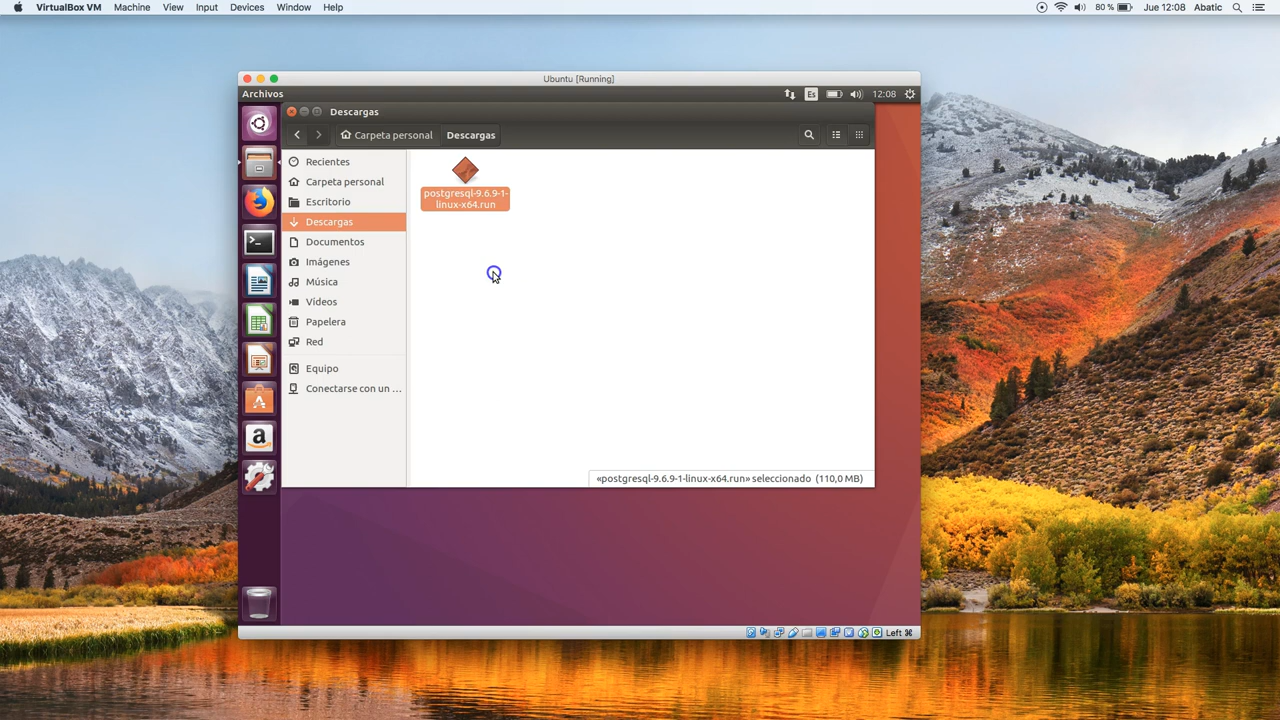 VirtualBox VM Machine View Input Devices Window Help 80 % Jue 12:08 Abatic
Ubuntu [Running]
Archivos Es 12:08
Descargas
Carpeta personal Descargas
Recientes
Carpeta personal
Escritorio
Descargas
Documentos
Imágenes
Música
Vídeos
Papelera
Red
Equipo
Conectarse con un ...
postgresql-9.6.9-1-
linux-x64.run
«postgresql-9.6.9-1-linux-x64.run» seleccionado (110,0 MB)
Left ⌘